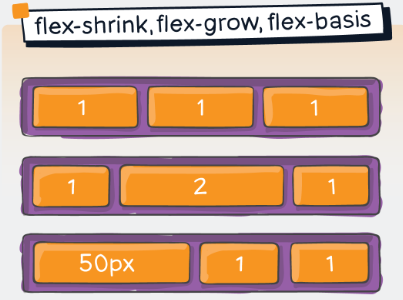 flex-shrink, flex-grow, flex-basis
1 1 1
1 2 1
50px 1 1